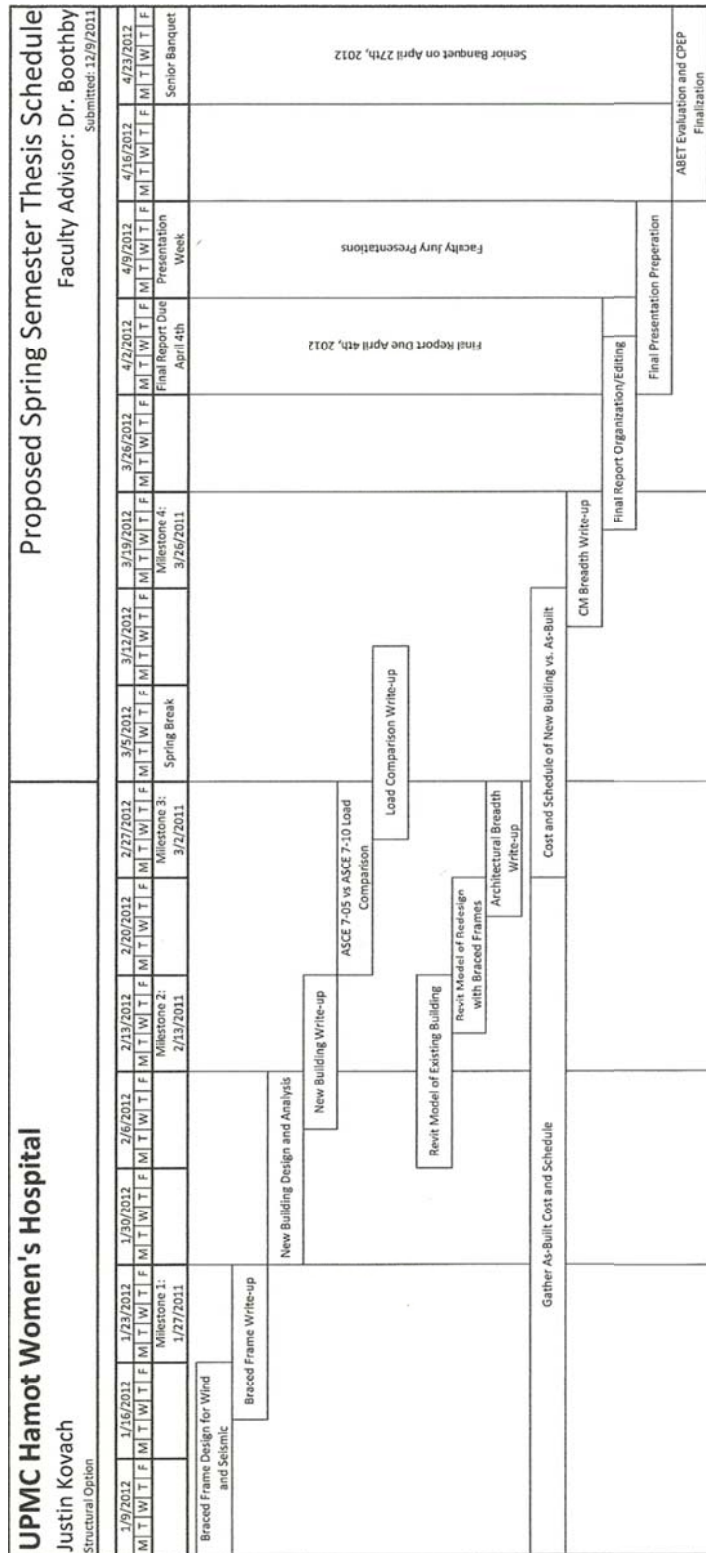 UPMC Hamot Women's Hospital
Proposed Spring Semester Thesis Schedule
Justin Kovach
Faculty Advisor: Dr. Boothby
Structural Option
Submitted: 12/9/2011
1/9/2012 1/16/2012 1/23/2012 1/30/2012 2/6/2012 2/13/2012 2/20/2012 2/27/2012 3/5/2012 3/12/2012 3/19/2012 3/26/2012 4/2/2012 4/9/2012 4/16/2012 4/23/2012
M T W T F M T W T F M T W T F M T W T F M T W T F M T W T F M T W T F M T W T F M T W T F M T W T F M T W T F M T W T F M T W T F M T W T F M T W T F M T W T F
Milestone 1:
1/27/2011
Milestone 2:
2/13/2011
Milestone 3:
3/2/2011
Spring Break
Milestone 4:
3/26/2011
Final Report Due
April 4th
Presentation
Week
Senior Banquet
Braced Frame Design for Wind
and Seismic
Braced Frame Write-up
New Building Design and Analysis
New Building Write-up
ASCE 7-05 vs ASCE 7-10 Load
Comparison
Load Comparison Write-up
Revit Model of Existing Building
Revit Model of Redesign
with Braced Frames
Architectural Breadth
Write-up
Gather As-Built Cost and Schedule
Cost and Schedule of New Building vs. As-Built
CM Breadth Write-up
Final Report Organization/Editing
Final Presentation Preperation
ABET Evaluation and CPEP
Finalization
Final Report Due April 4th, 2012
Faculty Jury Presentations
Senior Banquet on April 27th, 2012